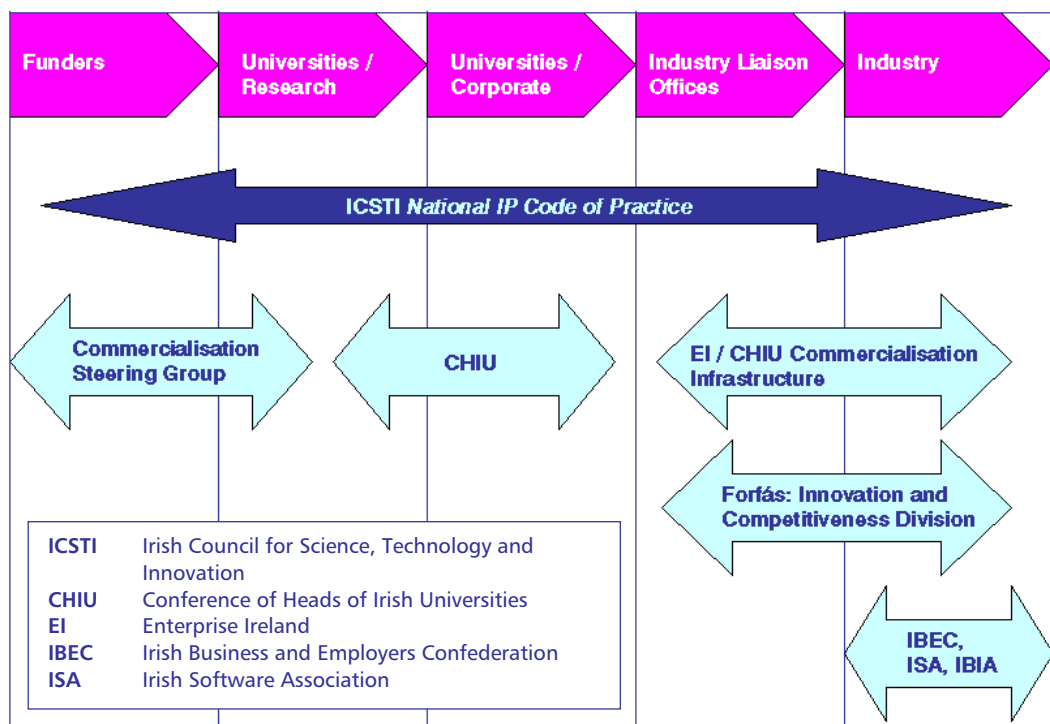 Funders
Universities /
Research
Universities /
Corporate
Industry Liaison
Offices
Industry
ICSTI National IP Code of Practice
Commercialisation
Steering Group
CHIU
EI / CHIU Commercialisation
Infrastructure
Forfás: Innovation and
Competitiveness Division
ICSTI Irish Council for Science, Technology and
Innovation
CHIU Conference of Heads of Irish Universities
EI Enterprise Ireland
IBEC Irish Business and Employers Confederation
ISA Irish Software Association
IBEC,
ISA, IBIA